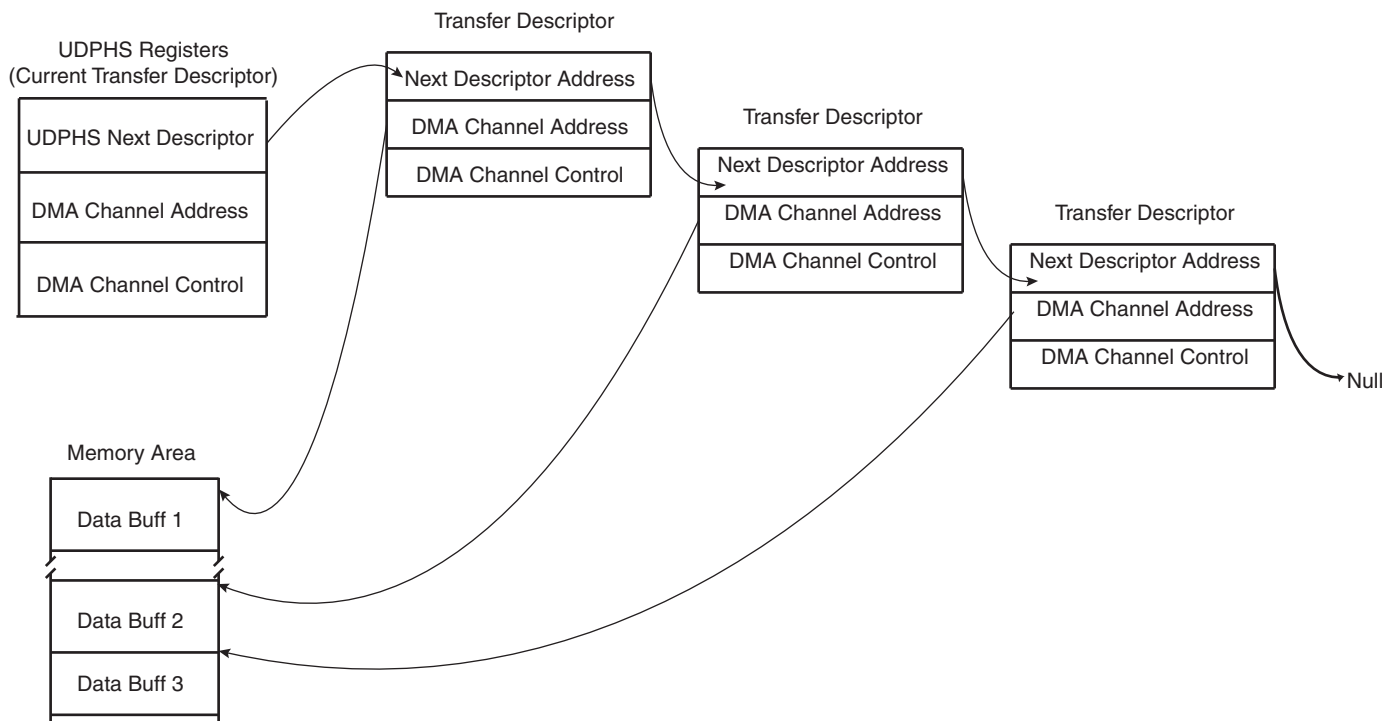 UDPHS Registers
(Current Transfer Descriptor)
UDPHS Next Descriptor
DMA Channel Address
DMA Channel Control
Transfer Descriptor
Next Descriptor Address
DMA Channel Address
DMA Channel Control
Transfer Descriptor
Next Descriptor Address
DMA Channel Address
DMA Channel Control
Transfer Descriptor
Next Descriptor Address
DMA Channel Address
DMA Channel Control
Null
Memory Area
Data Buff 1
Data Buff 2
Data Buff 3